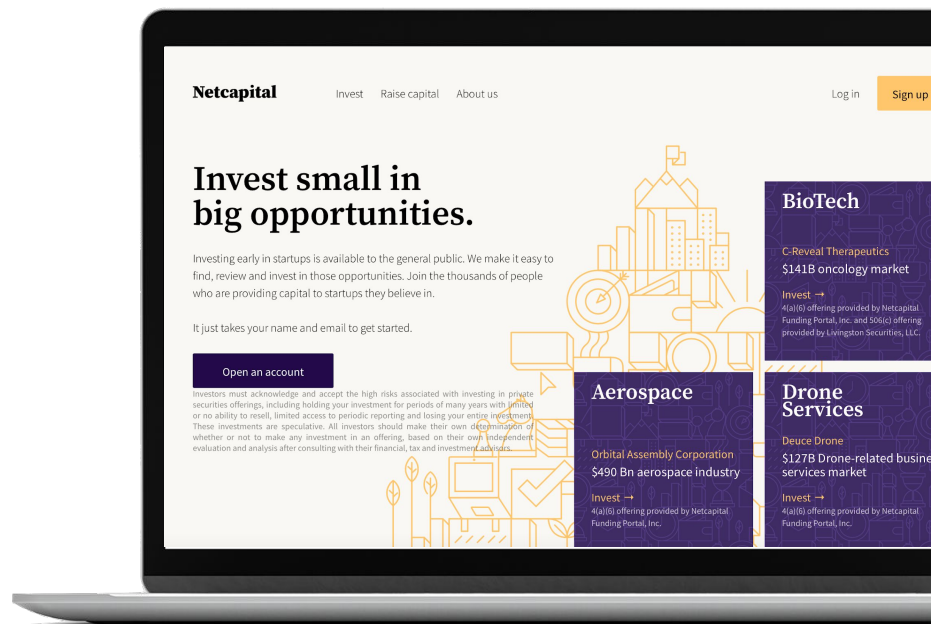 Netcapital
Invest
Raise capital
About us
Log in
Sign up
Invest small in
big opportunities.
Investing early in startups is available to the general public. We make it easy to
find, review and invest in those opportunities. Join the thousands of people
who are providing capital to startups they believe in.
It just takes your name and email to get started.
Open an account
Investors must acknowledge and accept the high risks associated with investing in private
securities offerings, including holding your investment for periods of many years with limited
or no ability to resell, limited access to periodic reporting and losing your entire investment.
These investments are speculative. All investors should make their own determination of
whether or not to make any investment in an offering, based on their own independent
evaluation and analysis after consulting with their financial, tax and investment advisors.
BioTech
C-Reveal Therapeutics
$141B oncology market
Invest →
4(a)(6) offering provided by Netcapital
Funding Portal, Inc. and 506(c) offering
provided by Livingston Securities, LLC.
Aerospace
Orbital Assembly Corporation
$490 Bn aerospace industry
Invest →
4(a)(6) offering provided by Netcapital
Funding Portal, Inc.
Drone
Services
Deuce Drone
$127B Drone-related busine
services market
Invest →
4(a)(6) offering provided by Netcapital
Funding Portal, Inc.